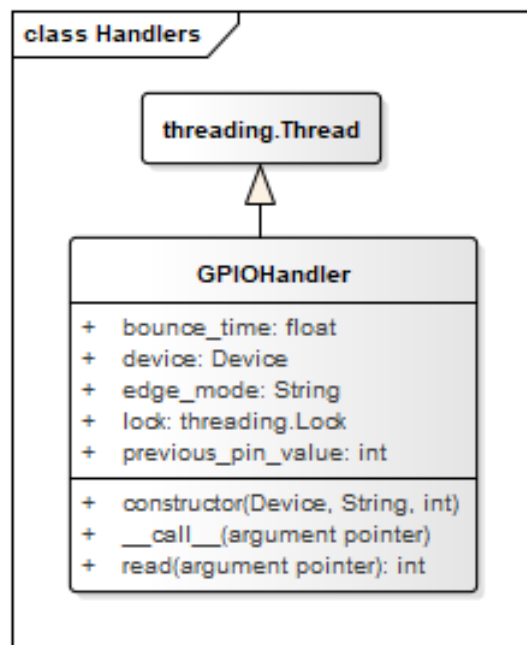 class Handlers
threading.Thread
GPIOHandler
+ bounce_time: float
+ device: Device
+ edge_mode: String
+ lock: threading.Lock
+ previous_pin_value: int
+ constructor(Device, String, int)
+ __call__(argument pointer)
+ read(argument pointer): int